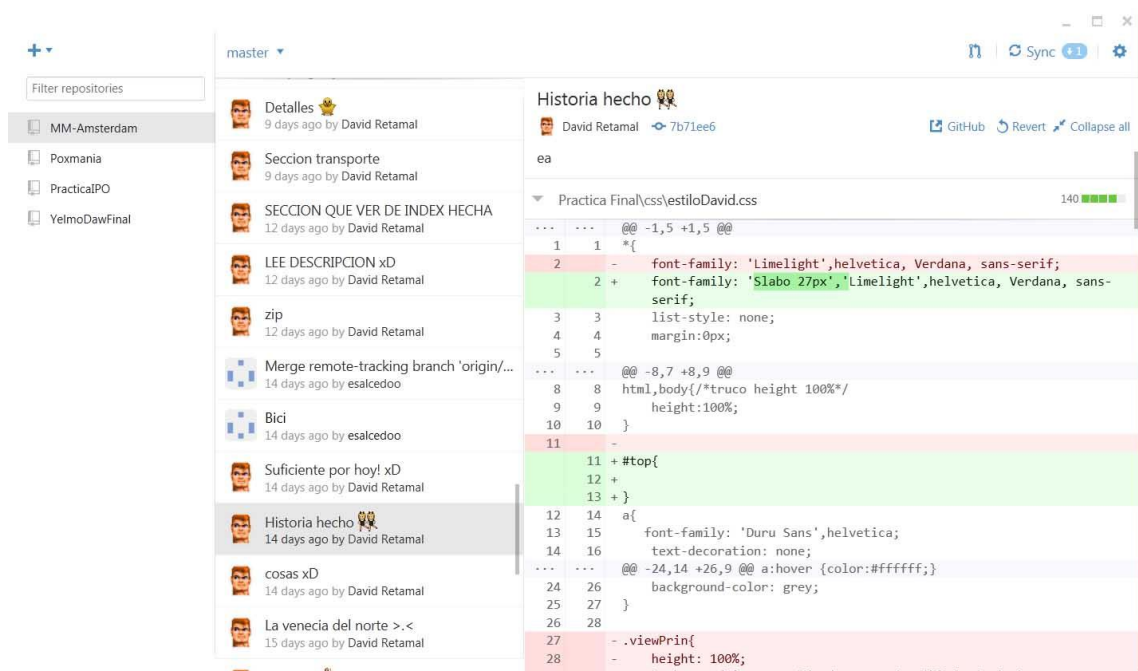 master
Sync
1
Filter repositories
MM-Amsterdam
Poxmania
PracticaIPO
YelmoDawFinal
Detalles
9 days ago by David Retamal
Seccion transporte
9 days ago by David Retamal
SECCION QUE VER DE INDEX HECHA
12 days ago by David Retamal
LEE DESCRIPCION xD
12 days ago by David Retamal
zip
12 days ago by David Retamal
Merge remote-tracking branch 'origin/...
14 days ago by esalcedoo
Bici
14 days ago by esalcedoo
Suficiente por hoy! xD
14 days ago by David Retamal
Historia hecho
14 days ago by David Retamal
cosas xD
14 days ago by David Retamal
La venecia del norte >.<
15 days ago by David Retamal
Historia hecho
David Retamal 7b71ee6
GitHub Revert Collapse all
ea
Practica Final\css\estiloDavid.css 140
... ... @@ -1,5 +1,5 @@
1 1 *{
2 - font-family: 'Limelight',helvetica, Verdana, sans-serif;
2 + font-family: 'Slabo 27px','Limelight',helvetica, Verdana, sans-
serif;
3 3 list-style: none;
4 4 margin:0px;
5 5
... ... @@ -8,7 +8,9 @@
8 8 html,body{/*truco height 100%*/
9 9 height:100%;
10 10 }
11 -
11 + #top{
12 +
13 + }
12 14 a{
13 15 font-family: 'Duru Sans',helvetica;
14 16 text-decoration: none;
... ... @@ -24,14 +26,9 @@ a:hover {color:#ffffff;}
24 26 background-color: grey;
25 27 }
26 28
27 - .viewPrin{
28 - height: 100%;